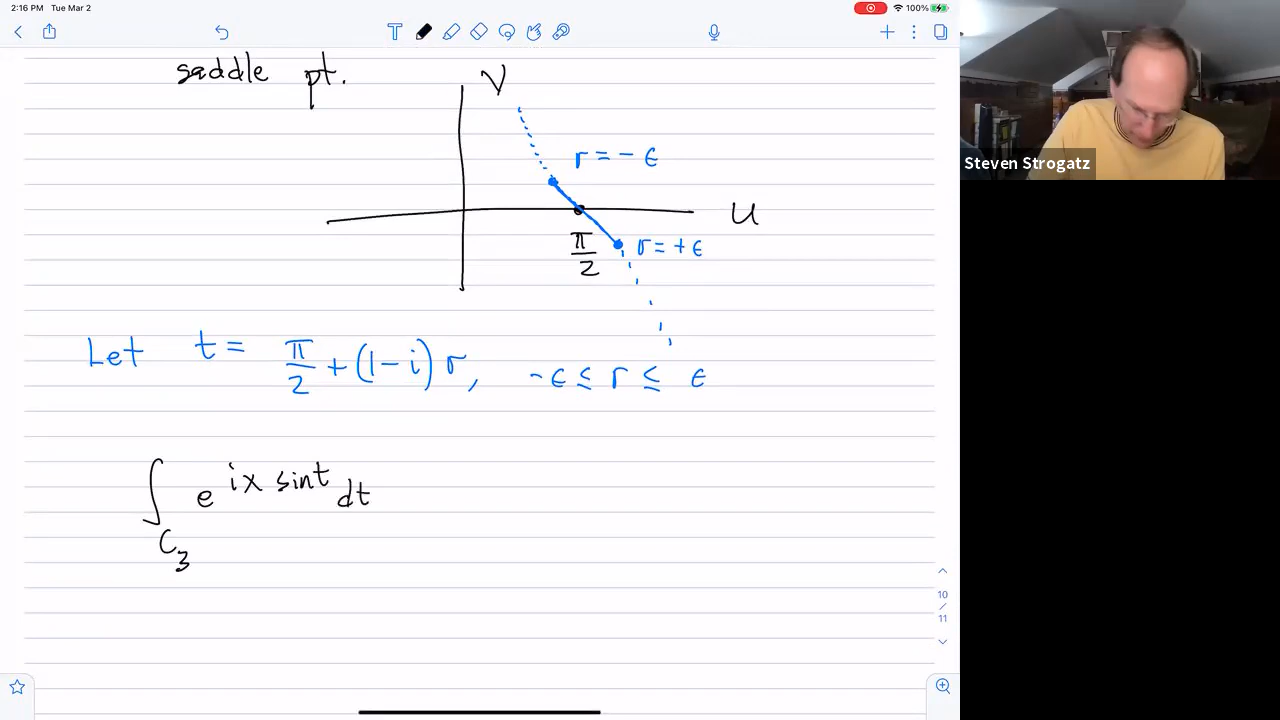 2:16 PM Tue Mar 2
100%
T
saddle pt.
V
r = - ε
u
π/2
r = + ε
Let t = π/2 + (1 - i) r, - ε ≤ r ≤ ε
∫_{C_3} e^{ix sin t} dt
Steven Strogatz
10
/
11